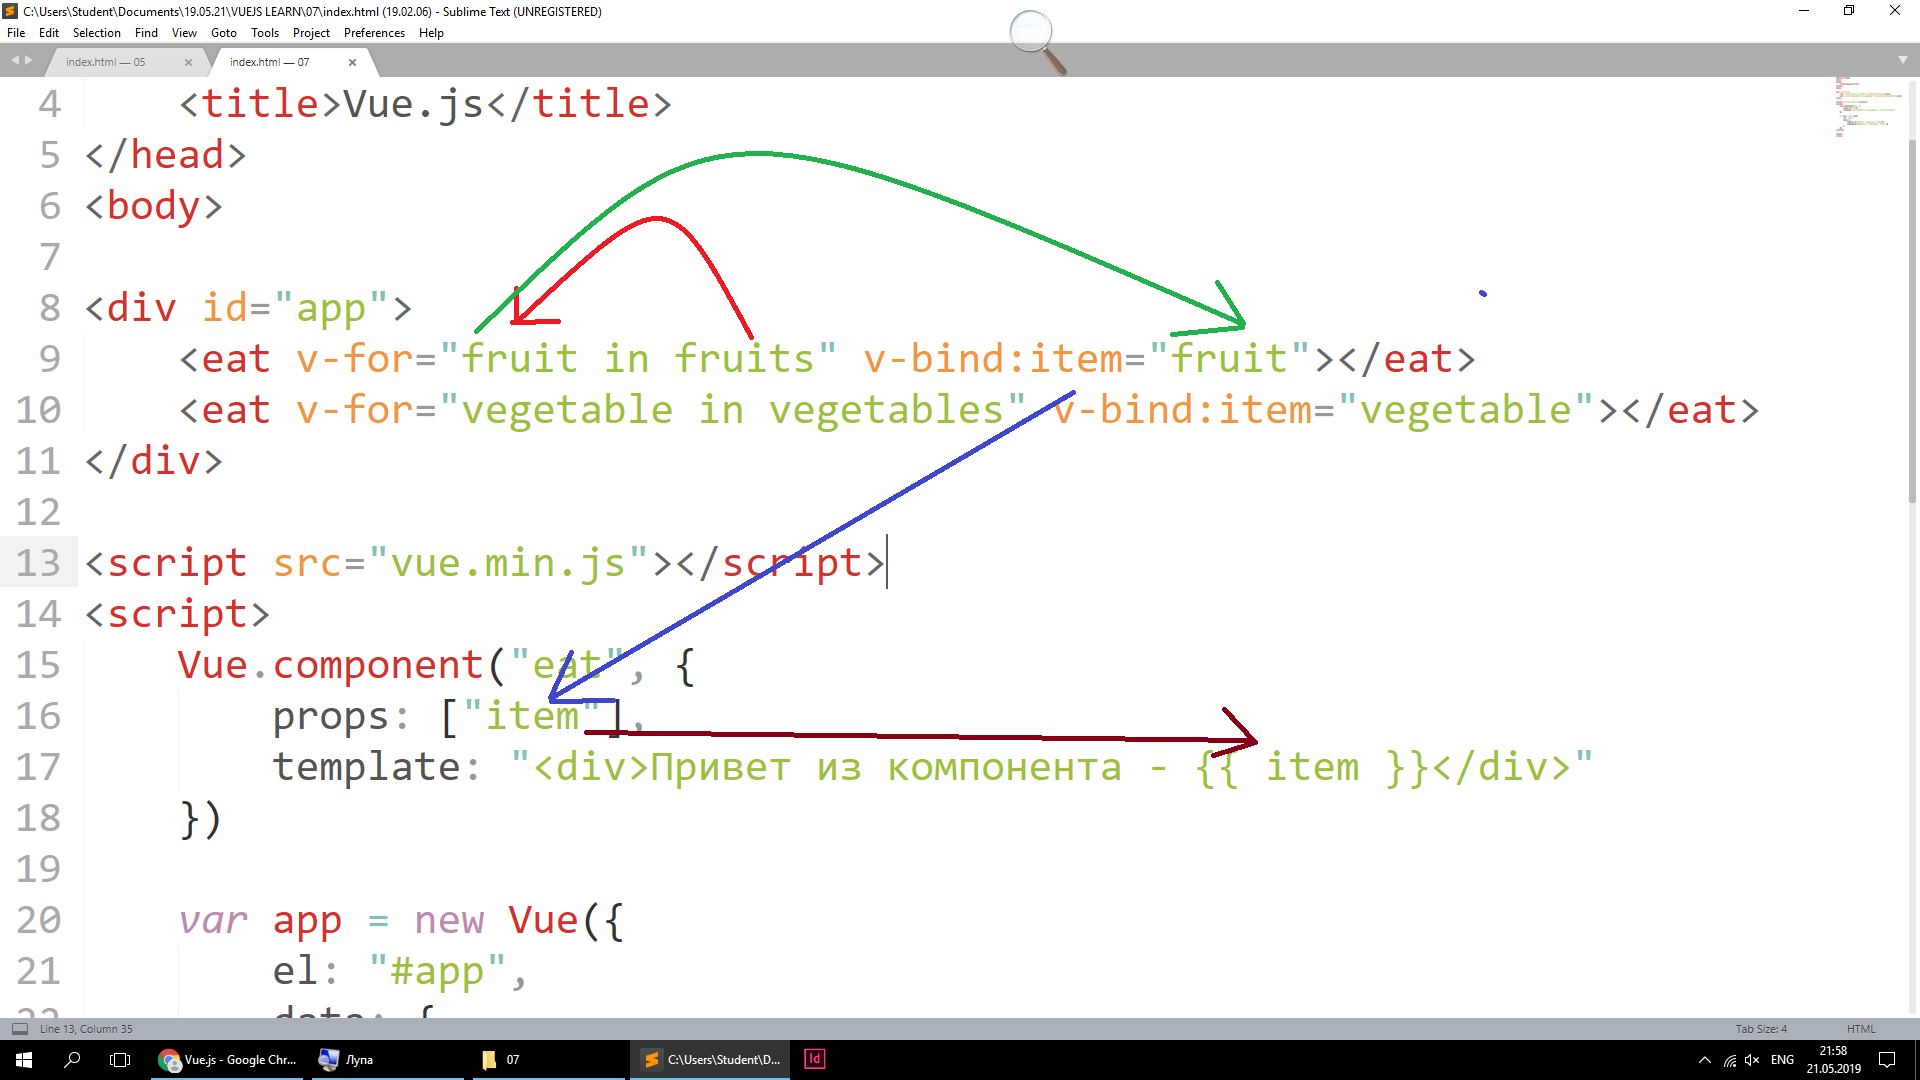 C:\Users\Student\Documents\19.05.21\VUEJS LEARN\07\index.html (19.02.06) - Sublime Text (UNREGISTERED)
File Edit Selection Find View Goto Tools Project Preferences Help
index.html — 05
index.html — 07
4 <title>Vue.js</title>
5 </head>
6 <body>
7
8 <div id="app">
9 <eat v-for="fruit in fruits" v-bind:item="fruit"></eat>
10 <eat v-for="vegetable in vegetables" v-bind:item="vegetable"></eat>
11 </div>
12
13 <script src="vue.min.js"></script>
14 <script>
15 Vue.component("eat", {
16 props: ["item"],
17 template: "<div>Привет из компонента - {{ item }}</div>"
18 })
19
20 var app = new Vue({
21 el: "#app",
22 data: {
Line 13, Column 35
Tab Size: 4
HTML
Vue.js - Google Chr...
Лупа
07
C:\Users\Student\D...
Id
ENG
21:58
21.05.2019